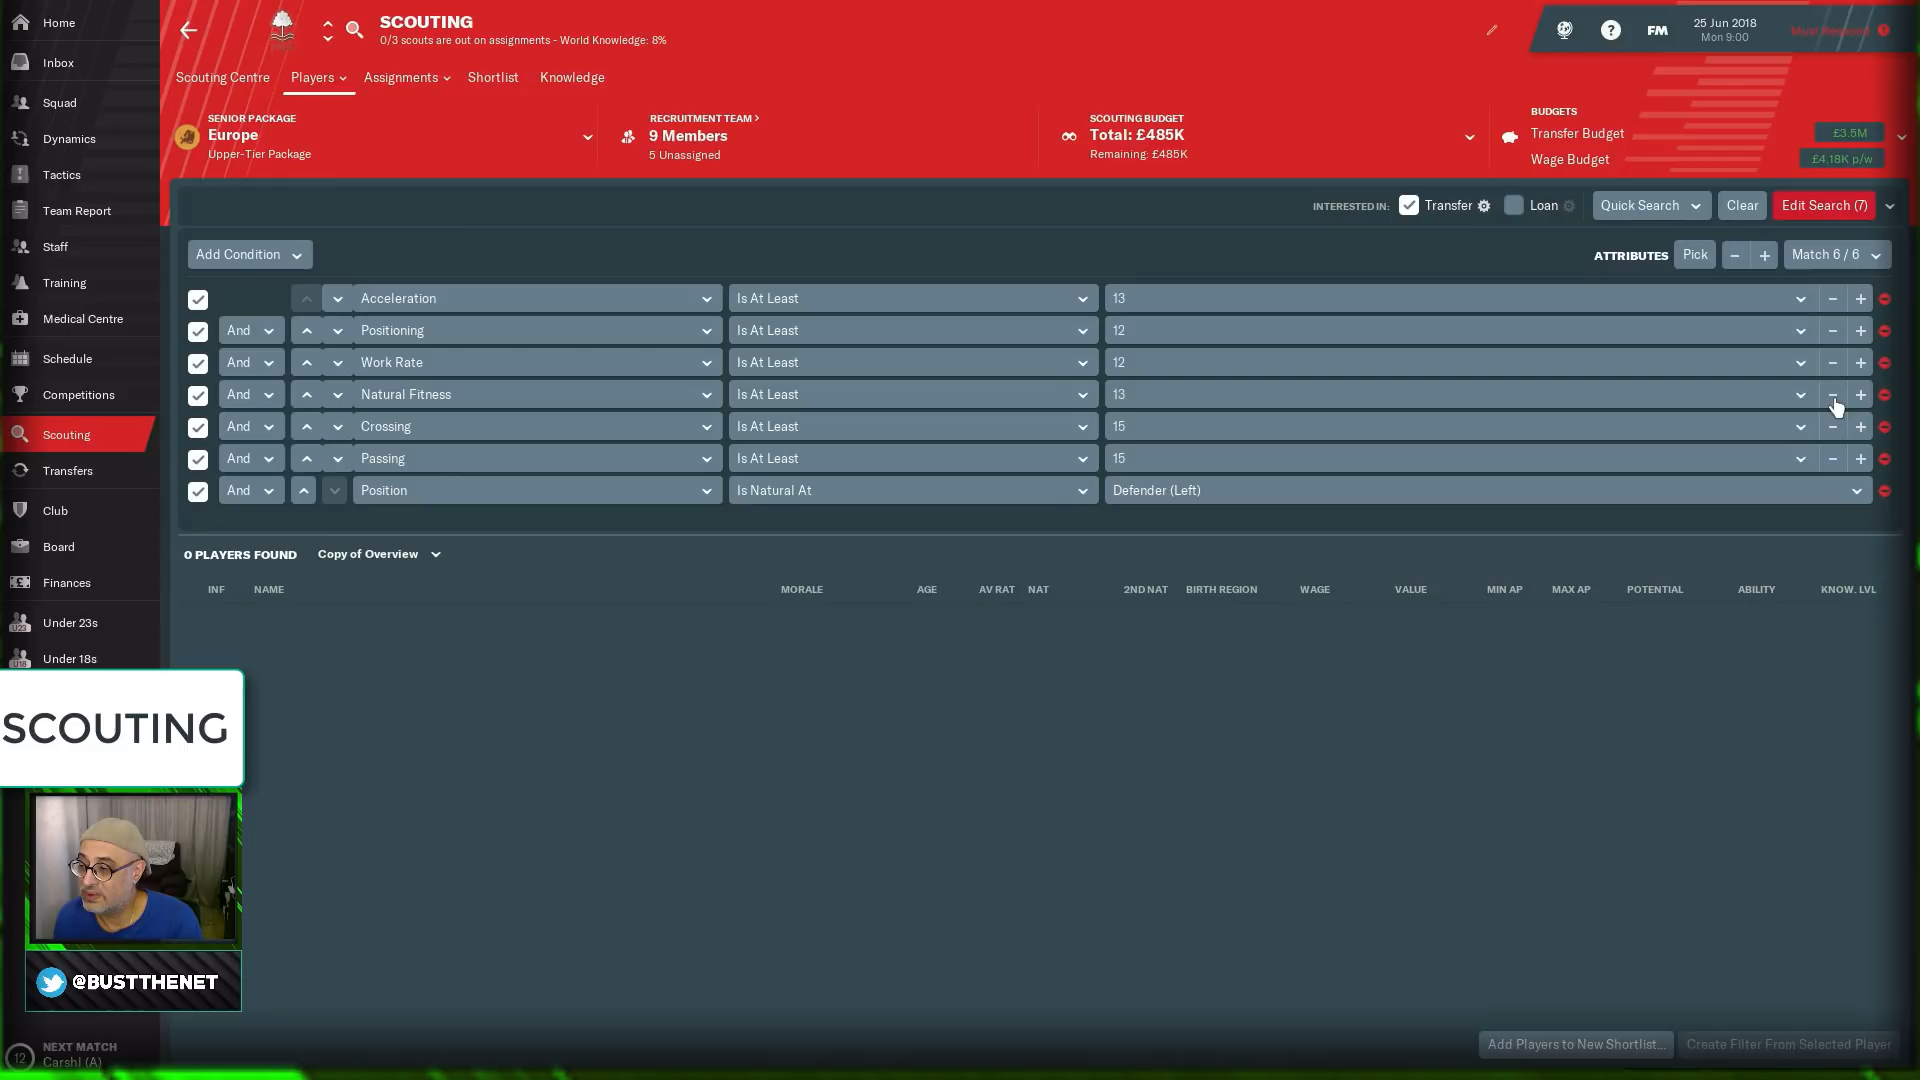 Home
Inbox
Squad
Dynamics
Tactics
Team Report
Staff
Training
Medical Centre
Schedule
Competitions
Scouting
Transfers
Club
Board
Finances
Under 23s
Under 18s
SCOUTING
@BUSTTHENET
12
NEXT MATCH
Carshl (A)
SCOUTING
0/3 scouts are out on assignments - World Knowledge: 8%
FM
25 Jun 2018
Mon 9:00
Must Respond
Scouting Centre
Players
Assignments
Shortlist
Knowledge
SENIOR PACKAGE
Europe
Upper-Tier Package
RECRUITMENT TEAM >
9 Members
5 Unassigned
SCOUTING BUDGET
Total: £485K
Remaining: £485K
BUDGETS
Transfer Budget £3.5M
Wage Budget £4.18K p/w
INTERESTED IN: Transfer Loan Quick Search Clear Edit Search (7)
Add Condition ATTRIBUTES Pick - + Match 6 / 6
Acceleration Is At Least 13 - +
And Positioning Is At Least 12 - +
And Work Rate Is At Least 12 - +
And Natural Fitness Is At Least 13 - +
And Crossing Is At Least 15 - +
And Passing Is At Least 15 - +
And Position Is Natural At Defender (Left)
0 PLAYERS FOUND Copy of Overview
INF NAME MORALE AGE AV RAT NAT 2ND NAT BIRTH REGION WAGE VALUE MIN AP MAX AP POTENTIAL ABILITY KNOW. LVL
Add Players to New Shortlist... Create Filter From Selected Player